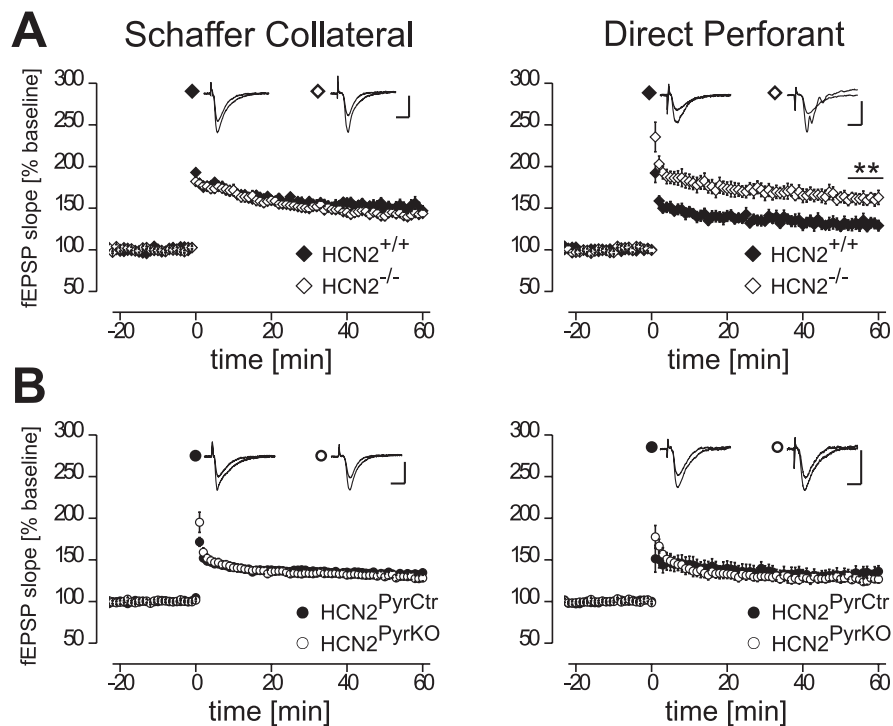 A
Schaffer Collateral
Direct Perforant
fEPSP slope [% baseline]
300
250
200
150
100
50
HCN2+/+
HCN2-/-
-20
0
20
40
60
time [min]
300
250
200
150
100
50
**
HCN2+/+
HCN2-/-
-20
0
20
40
60
time [min]
B
fEPSP slope [% baseline]
300
250
200
150
100
50
HCN2PyrCtr
HCN2PyrKO
-20
0
20
40
60
time [min]
300
250
200
150
100
50
HCN2PyrCtr
HCN2PyrKO
-20
0
20
40
60
time [min]